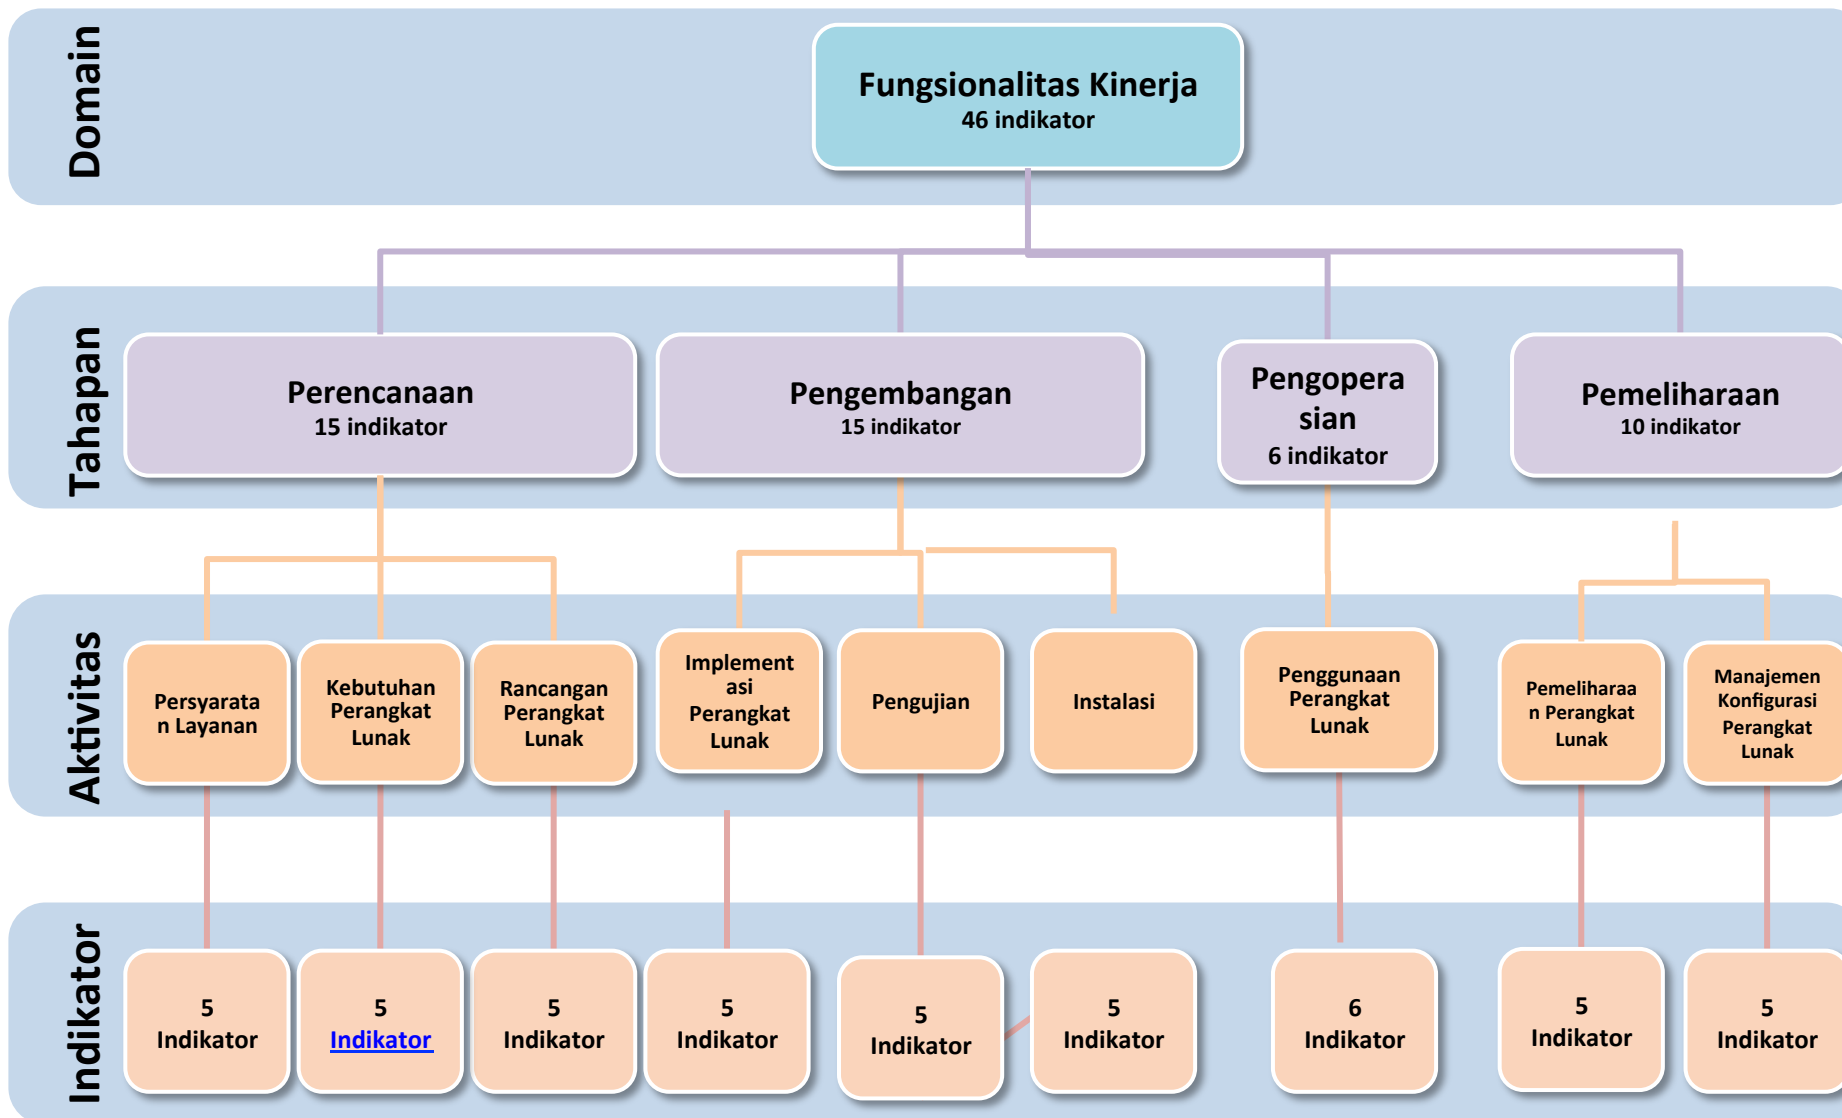 Domain
Fungsionalitas Kinerja
46 indikator
Tahapan
Perencanaan
15 indikator
Pengembangan
15 indikator
Pengopera
sian
6 indikator
Pemeliharaan
10 indikator
Aktivitas
Persyarata
n Layanan
Kebutuhan
Perangkat
Lunak
Rancangan
Perangkat
Lunak
Implement
asi
Perangkat
Lunak
Pengujian
Instalasi
Penggunaan
Perangkat
Lunak
Pemeliharaa
n Perangkat
Lunak
Manajemen
Konfigurasi
Perangkat
Lunak
Indikator
5
Indikator
5
Indikator
5
Indikator
5
Indikator
5
Indikator
5
Indikator
6
Indikator
5
Indikator
5
Indikator